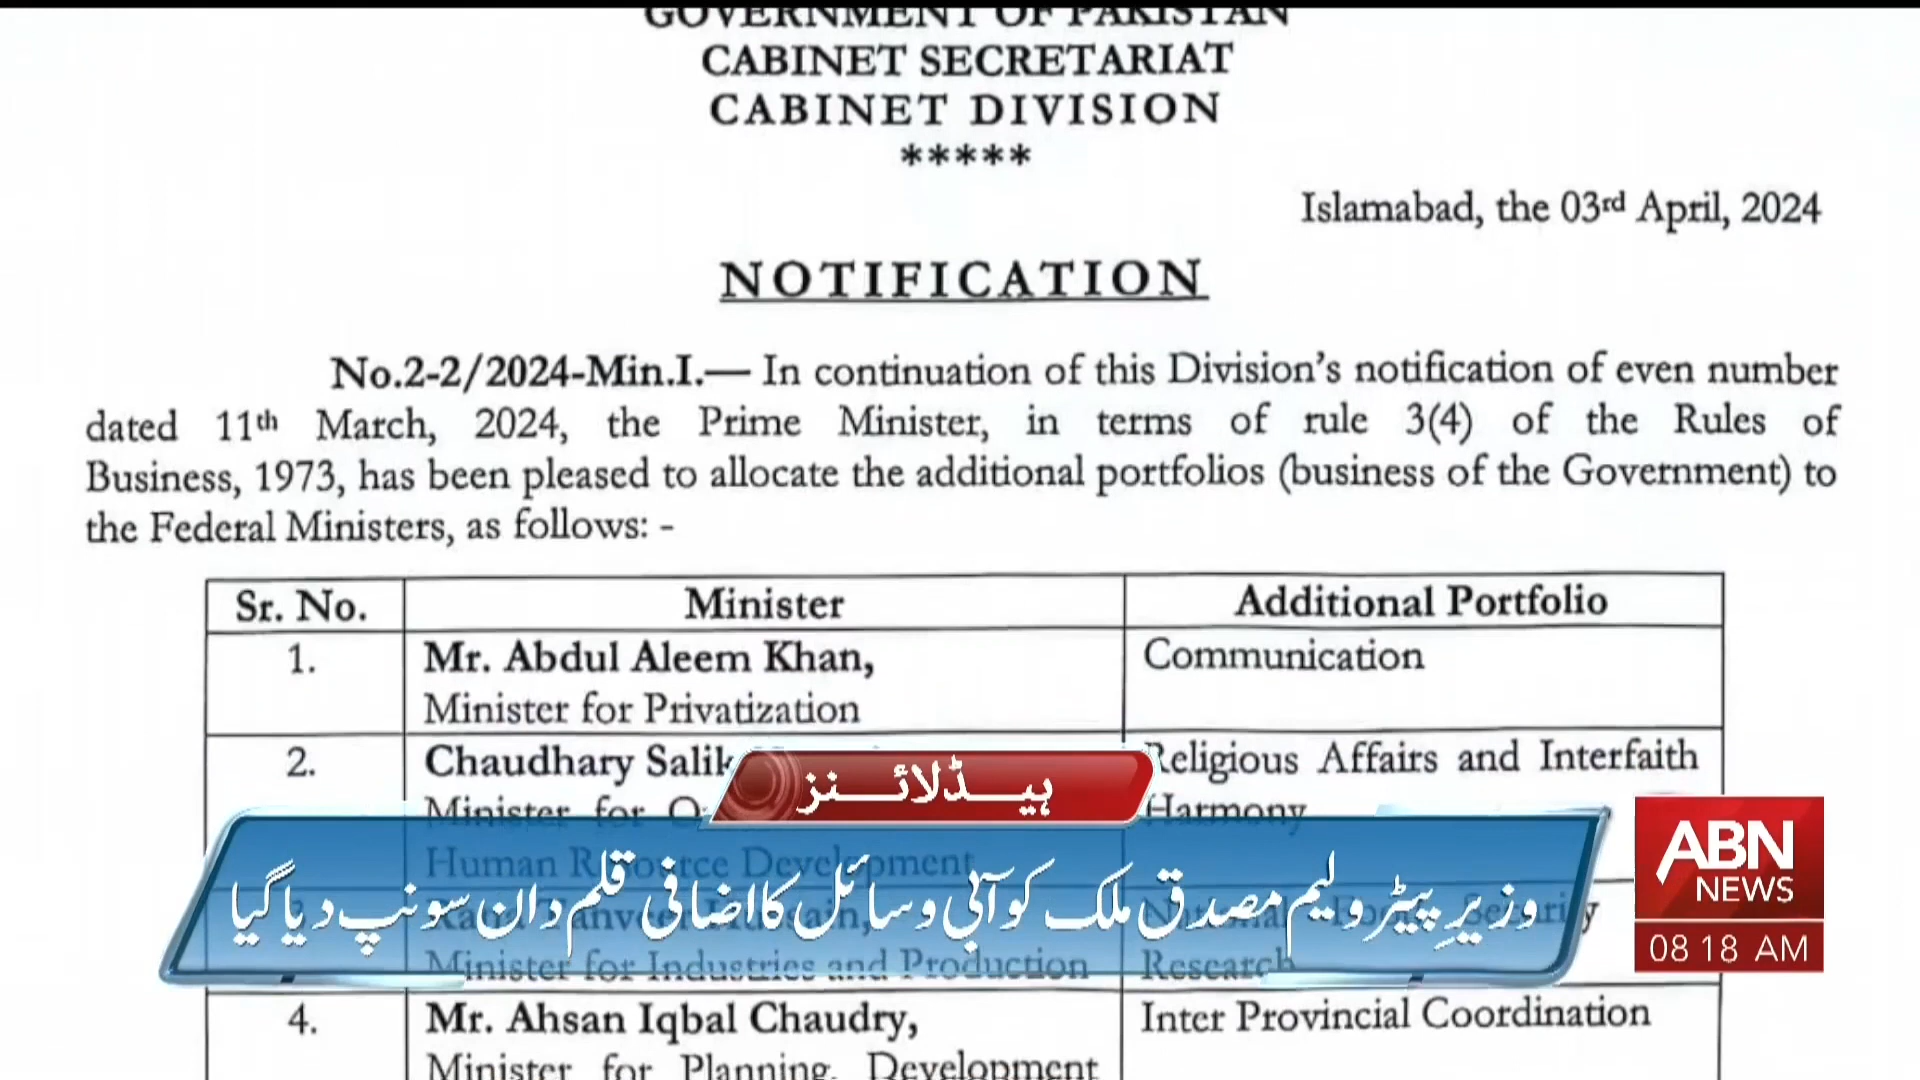 GOVERNMENT OF PAKISTAN
CABINET SECRETARIAT
CABINET DIVISION
*****
Islamabad, the 03rd April, 2024
NOTIFICATION
No.2-2/2024-Min.I.— In continuation of this Division's notification of even number
dated 11th March, 2024, the Prime Minister, in terms of rule 3(4) of the Rules of
Business, 1973, has been pleased to allocate the additional portfolios (business of the Government) to
the Federal Ministers, as follows: -
Sr. No. Minister Additional Portfolio
1. Mr. Abdul Aleem Khan, Communication
Minister for Privatization
2. Chaudhary Salik Religious Affairs and Interfaith
Minister for Harmony
Human Resource Development
Minister for Industries and Production Research
4. Mr. Ahsan Iqbal Chaudry, Inter Provincial Coordination
Minister for Planning, Development
ہیڈلائنز
وزیرِ پیٹرولیم مصدق ملک کو آبی وسائل کا اضافی قلم دان سونپ دیا گیا
ABN
NEWS
08 18 AM